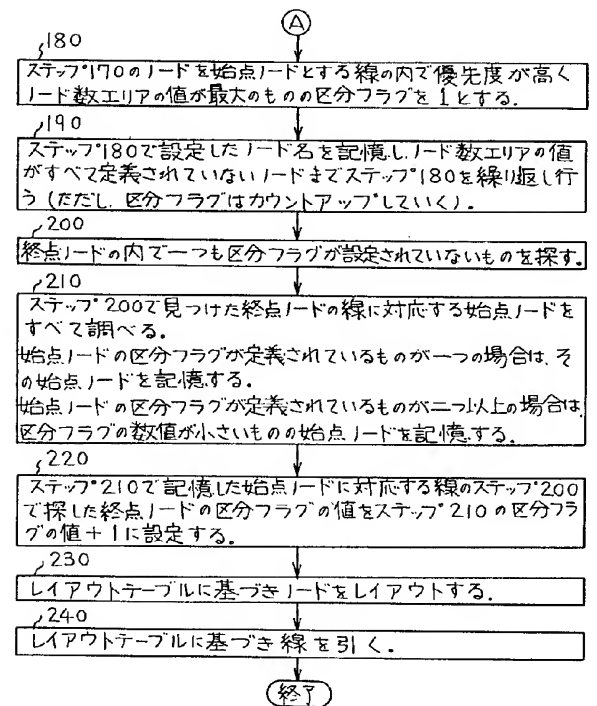 A
180
ステップ170のノードを始点ノードとする線の内で優先度が高く
ノード数エリアの値が最大のものの区分フラグを1とする.
190
ステップ180で設定したノード名を記憶し、ノード数エリアの値
がすべて定義されていないノードまでステップ180を繰り返し行
う(ただし、区分フラグはカウントアップしていく).
200
終点ノードの内で一つも区分フラグが設定されていないものを探す.
210
ステップ200で見つけた終点ノードの線に対応する始点ノードを
すべて調べる.
始点ノードの区分フラグが定義されているものが一つの場合は、そ
の始点ノードを記憶する.
始点ノードの区分フラグが定義されているものが二つ以上の場合は、
区分フラグの数値が小さいものの始点ノードを記憶する.
220
ステップ210で記憶した始点ノードに対応する線のステップ200
で探した終点ノードの区分フラグの値をステップ210の区分フラ
グの値+1に設定する.
230
レイアウトテーブルに基づきノードをレイアウトする.
240
レイアウトテーブルに基づき線を引く.
終了